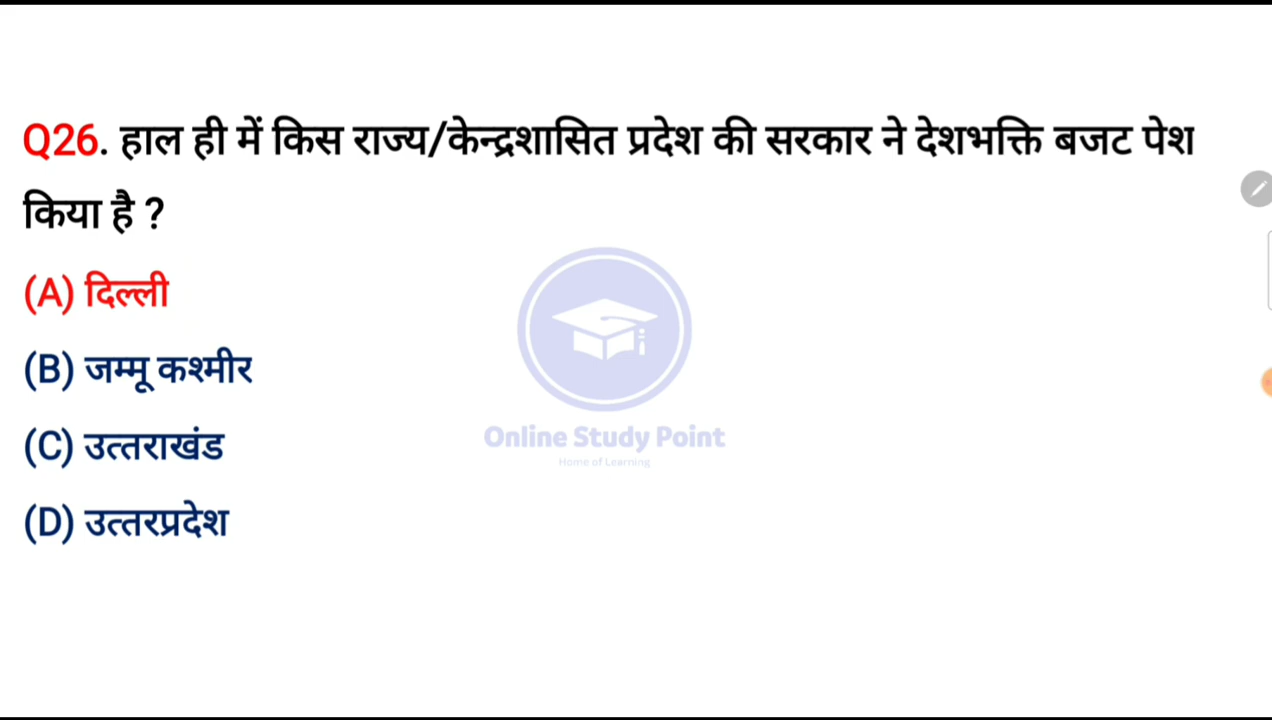 Q26. हाल ही में किस राज्य/केन्द्रशासित प्रदेश की सरकार ने देशभक्ति बजट पेश
किया है ?
(A) दिल्ली
(B) जम्मू कश्मीर
(C) उत्तराखंड
(D) उत्तरप्रदेश
Online Study Point
Home of Learning